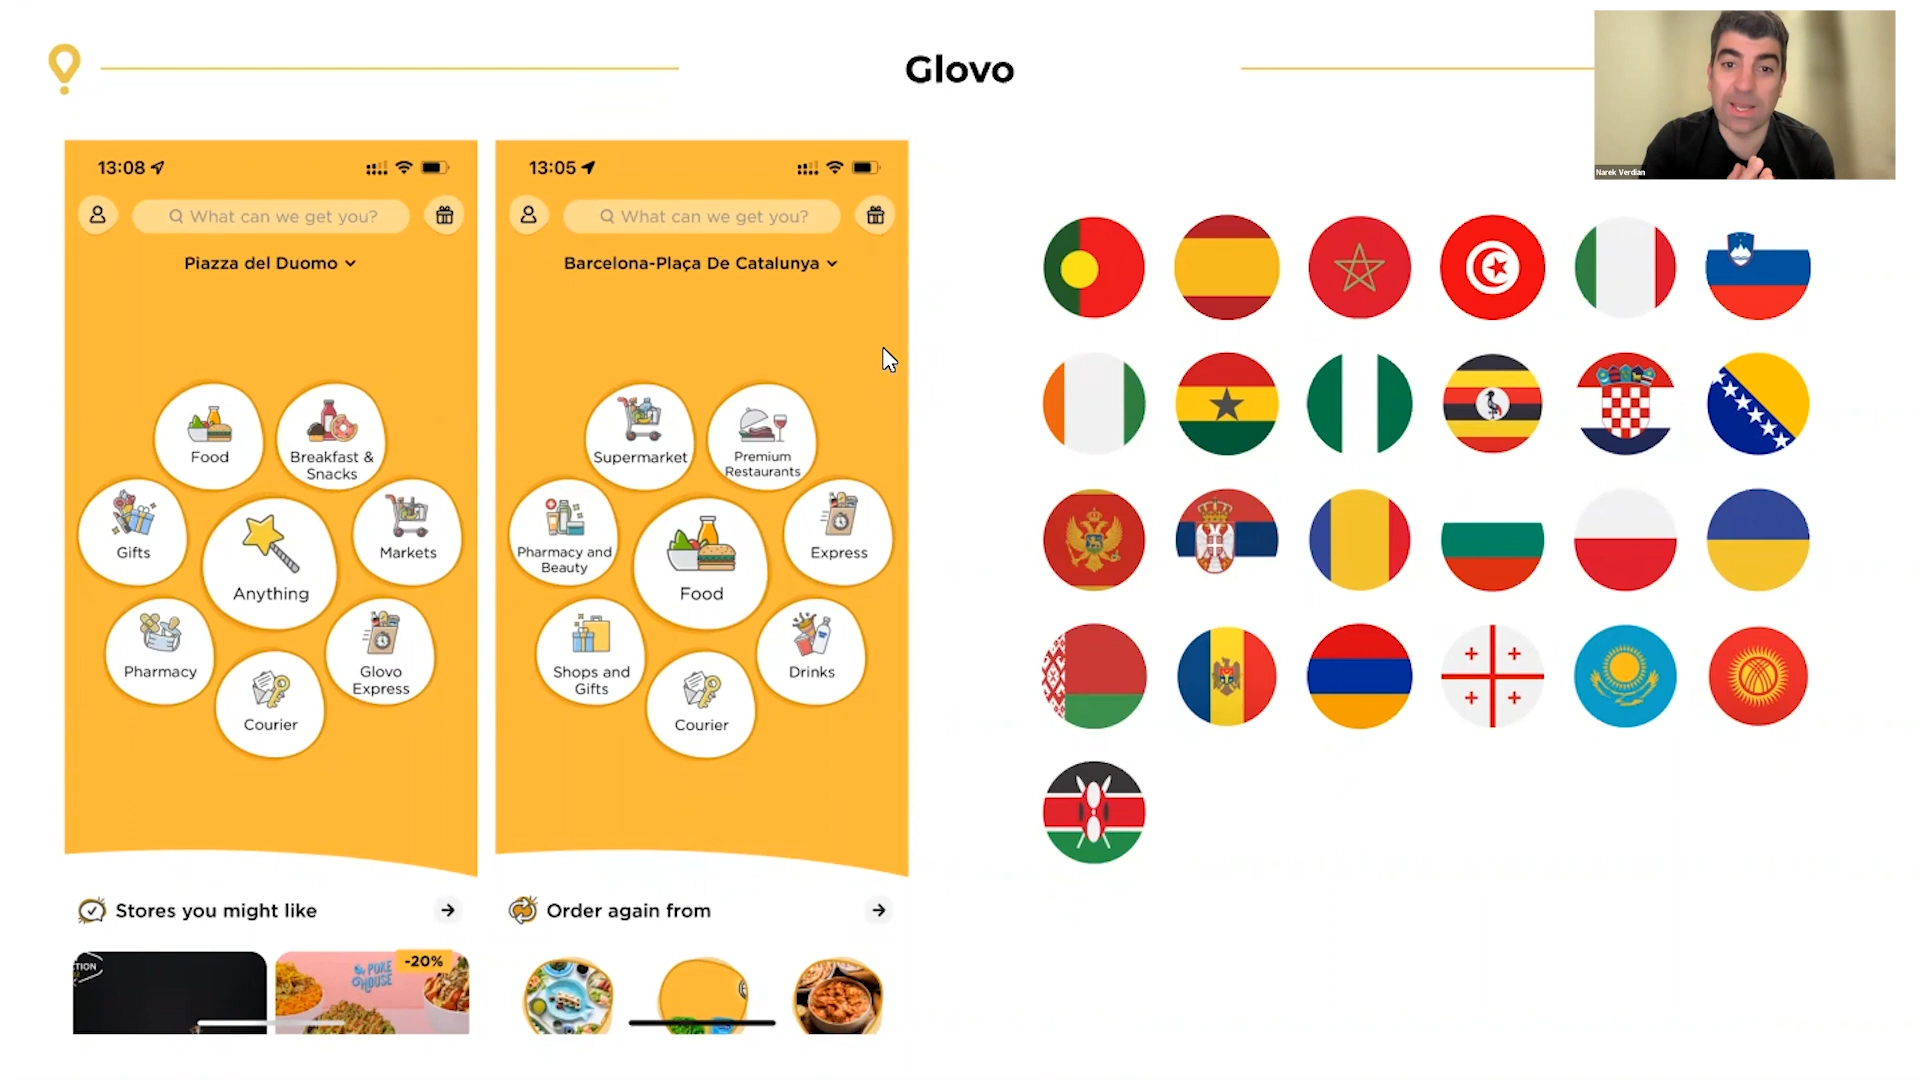 Glovo
Narek Verdian
13:08
What can we get you?
Piazza del Duomo
Food
Breakfast &
Snacks
Gifts
Anything
Markets
Pharmacy
Glovo
Express
Courier
Stores you might like
-20%
POKE
HOUSE
13:05
What can we get you?
Barcelona-Plaça De Catalunya
Supermarket
Premium
Restaurants
Pharmacy and
Beauty
Food
Express
Shops and
Gifts
Drinks
Courier
Order again from